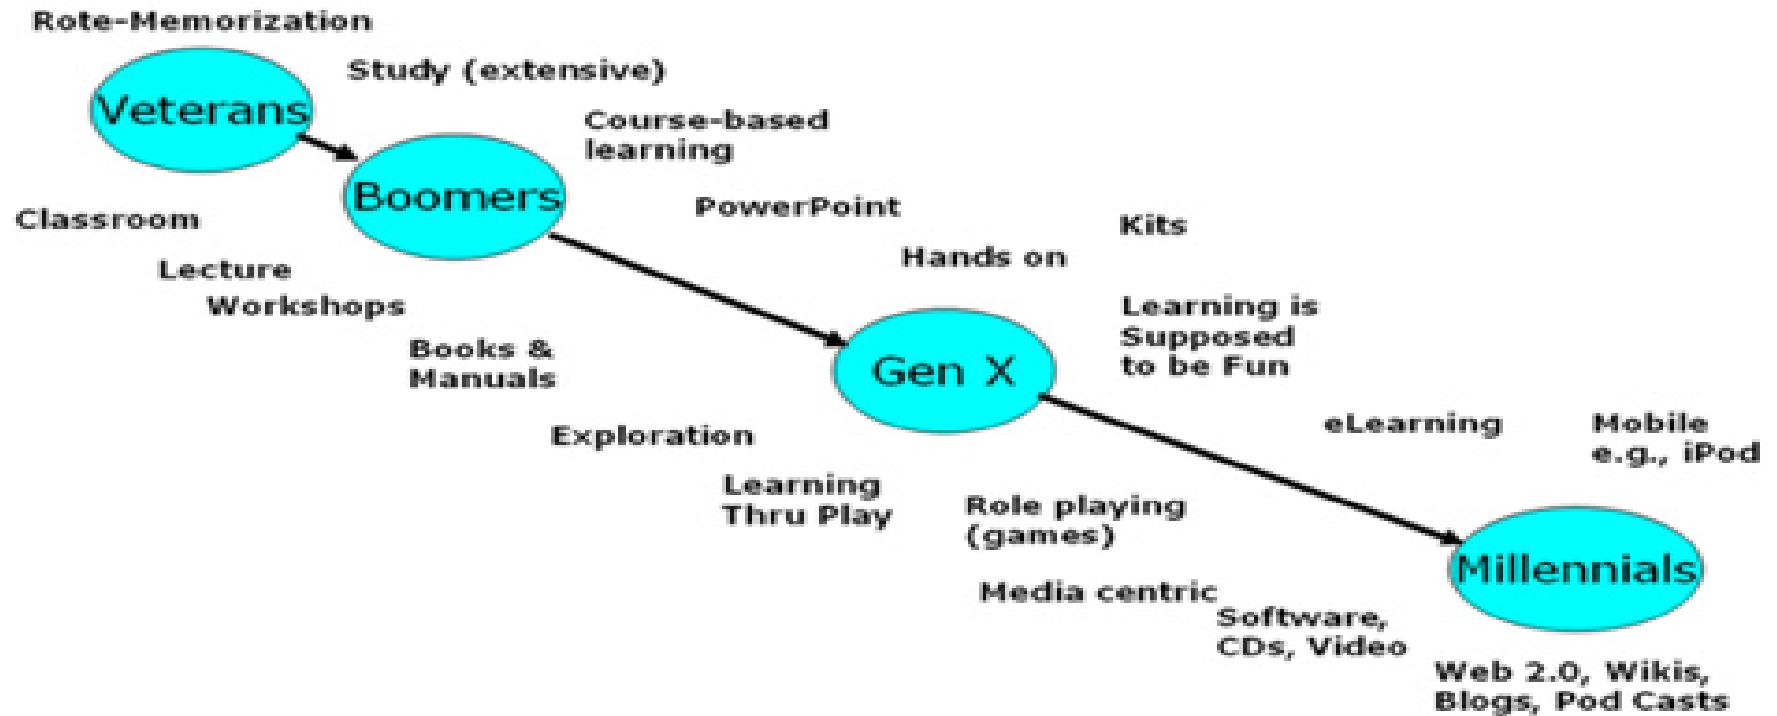 Rote-Memorization
Study (extensive)
Veterans
Course-based
learning
Boomers
PowerPoint
Classroom
Kits
Hands on
Lecture
Workshops
Learning is
Supposed
to be Fun
Books &
Manuals
Gen X
eLearning
Mobile
e.g., iPod
Exploration
Learning
Thru Play
Role playing
(games)
Millennials
Media centric
Software,
CDs, Video
Web 2.0, Wikis,
Blogs, Pod Casts